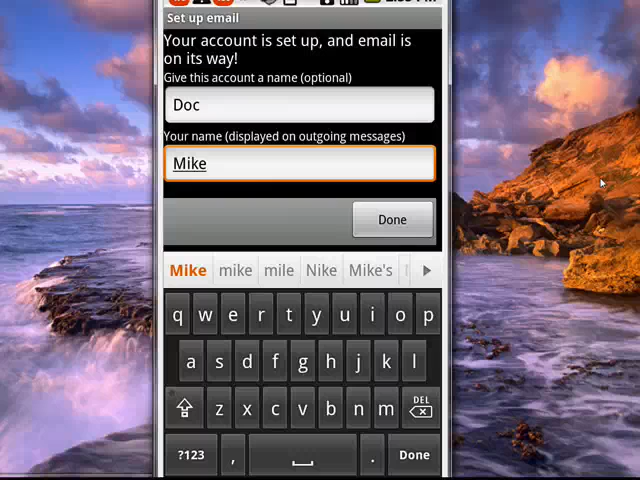 Set up email
Your account is set up, and email is
on its way!
Give this account a name (optional)
Doc
Your name (displayed on outgoing messages)
Mike
Done
Mike mike mile Nike Mike's
q w e r t y u i o p
a s d f g h j k l
z x c v b n m DEL
?123 , . Done